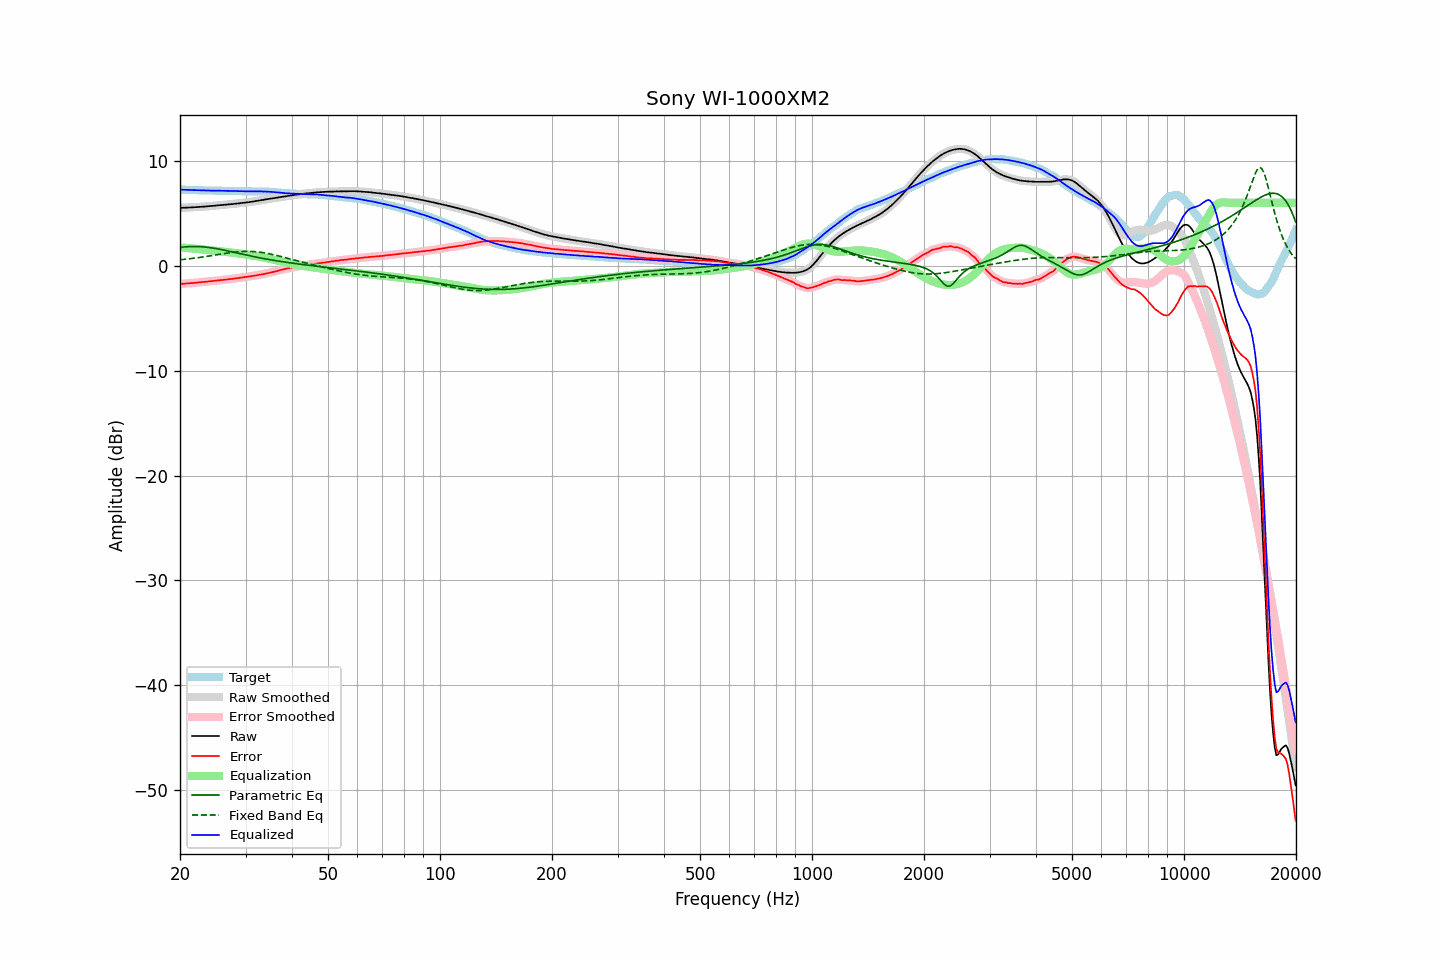 Sony WI-1000XM2
Amplitude (dBr)
10
0
−10
−20
−30
−40
−50
Target
Raw Smoothed
Error Smoothed
Raw
Error
Equalization
Parametric Eq
Fixed Band Eq
Equalized
20 50 100 200 500 1000 2000 5000 10000 20000
Frequency (Hz)